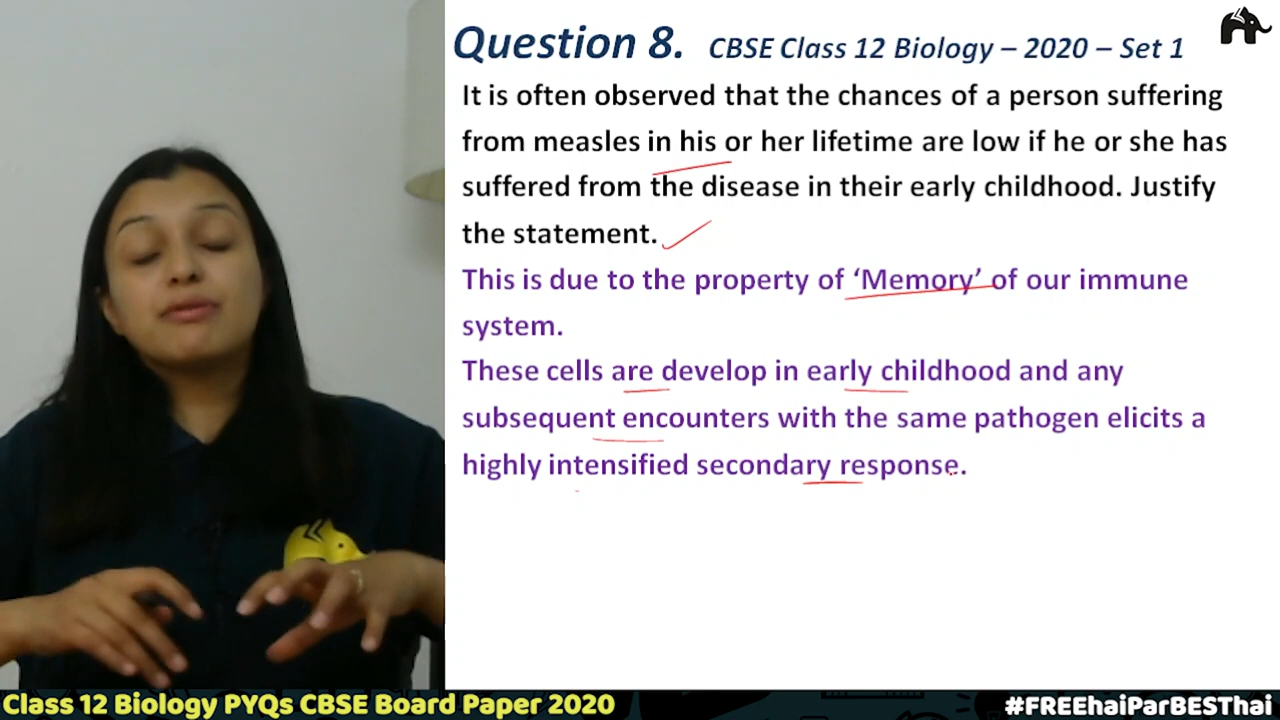 Question 8. CBSE Class 12 Biology – 2020 – Set 1
It is often observed that the chances of a person suffering
from measles in his or her lifetime are low if he or she has
suffered from the disease in their early childhood. Justify
the statement.
This is due to the property of ‘Memory’ of our immune
system.
These cells are develop in early childhood and any
subsequent encounters with the same pathogen elicits a
highly intensified secondary response.
Class 12 Biology PYQs CBSE Board Paper 2020
#FREEhaiParBESThai